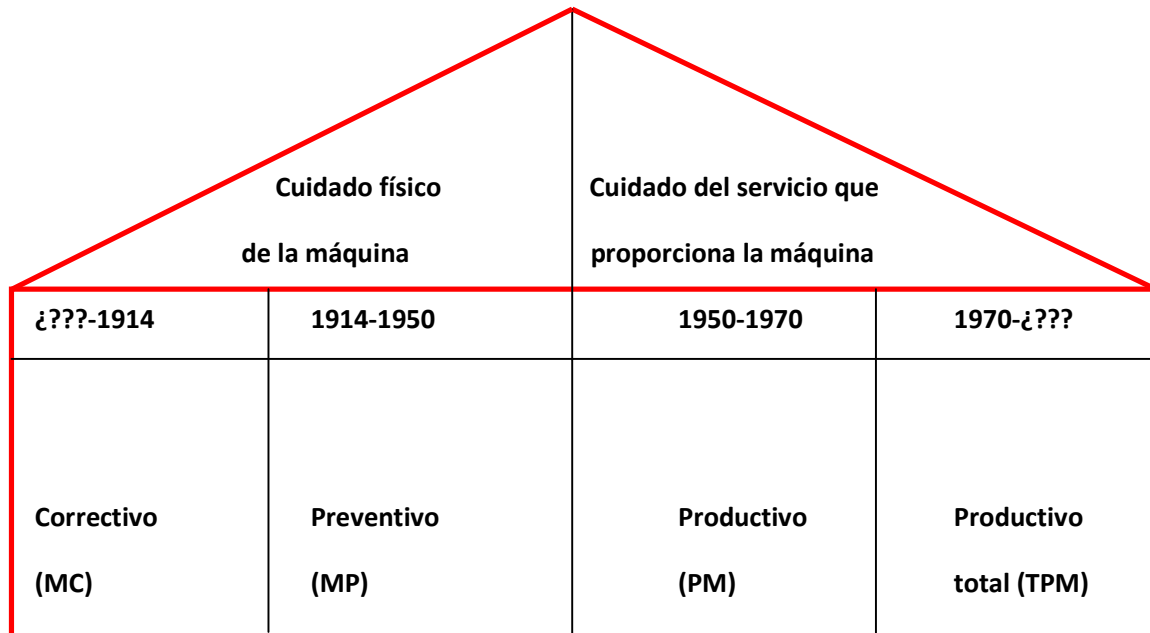 Cuidado físico
de la máquina
Cuidado del servicio que
proporciona la máquina
¿???-1914
1914-1950
1950-1970
1970-¿???
Correctivo
(MC)
Preventivo
(MP)
Productivo
(PM)
Productivo
total (TPM)